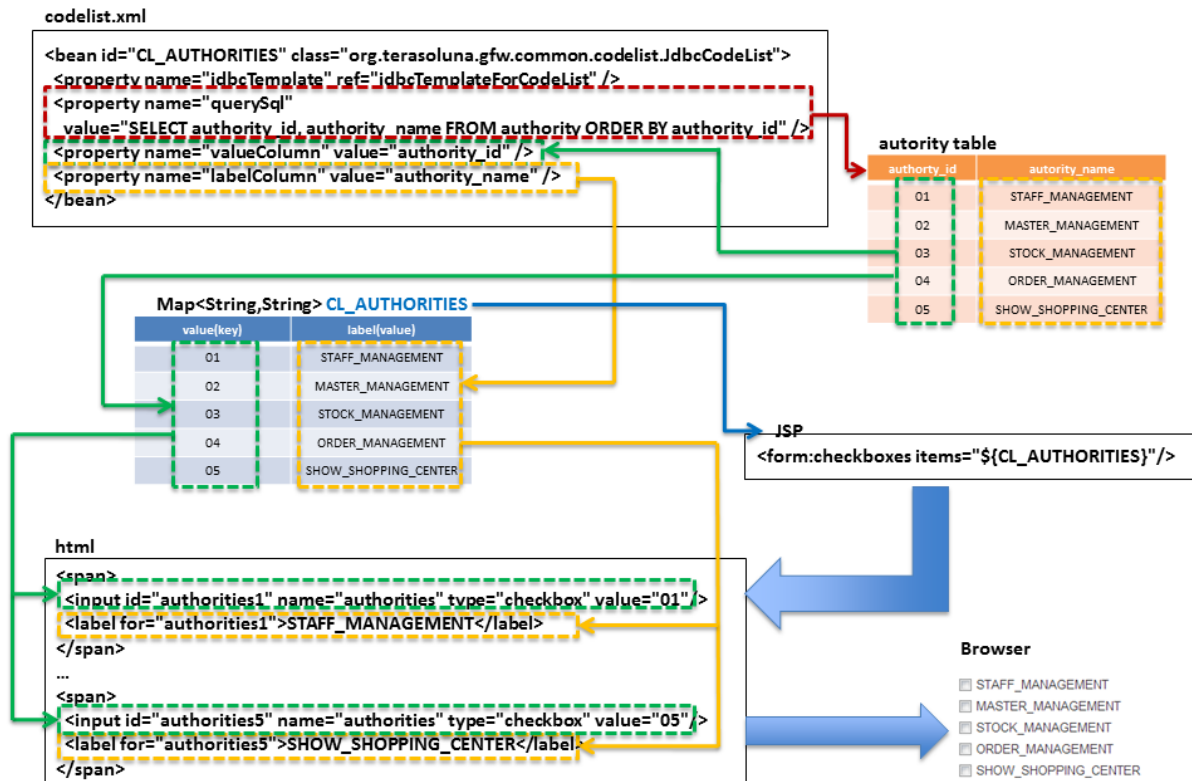 codelist.xml
<bean id="CL_AUTHORITIES" class="org.terasoluna.gfw.common.codelist.JdbcCodeList">
<property name="jdbcTemplate" ref="jdbcTemplateForCodeList" />
<property name="querySql"
value="SELECT authority_id, authority_name FROM authority ORDER BY authority_id" />
<property name="valueColumn" value="authority_id" />
<property name="labelColumn" value="authority_name" />
</bean>
autority table
authorty_id autority_name
01 STAFF_MANAGEMENT
02 MASTER_MANAGEMENT
03 STOCK_MANAGEMENT
04 ORDER_MANAGEMENT
05 SHOW_SHOPPING_CENTER
Map<String,String> CL_AUTHORITIES
value(key) label(value)
01 STAFF_MANAGEMENT
02 MASTER_MANAGEMENT
03 STOCK_MANAGEMENT
04 ORDER_MANAGEMENT
05 SHOW_SHOPPING_CENTER
JSP
<form:checkboxes items="${CL_AUTHORITIES}"/>
html
<span>
<input id="authorities1" name="authorities" type="checkbox" value="01"/>
<label for="authorities1">STAFF_MANAGEMENT</label>
</span>
...
<span>
<input id="authorities5" name="authorities" type="checkbox" value="05"/>
<label for="authorities5">SHOW_SHOPPING_CENTER</label>
</span>
Browser
STAFF_MANAGEMENT
MASTER_MANAGEMENT
STOCK_MANAGEMENT
ORDER_MANAGEMENT
SHOW_SHOPPING_CENTER